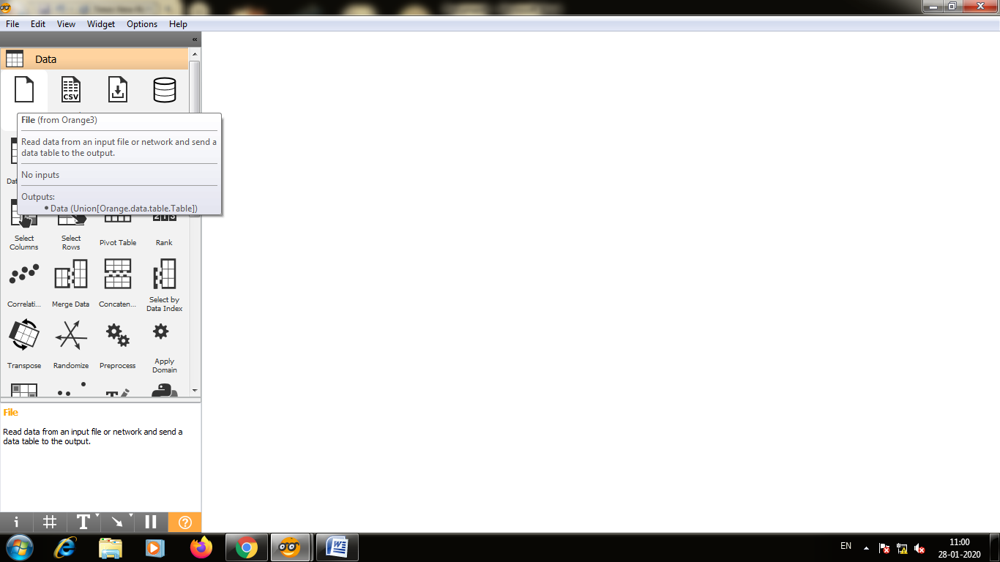 File Edit View Widget Options Help
«
Data
CSV
File (from Orange3)
Read data from an input file or network and send a
data table to the output.
No inputs
Outputs:
• Data (Union[Orange.data.table.Table])
Select
Columns
Select
Rows
Pivot Table
Rank
Correlati...
Merge Data
Concaten...
Select by
Data Index
Transpose
Randomize
Preprocess
Apply
Domain
File
Read data from an input file or network and send a
data table to the output.
EN
11:00
28-01-2020